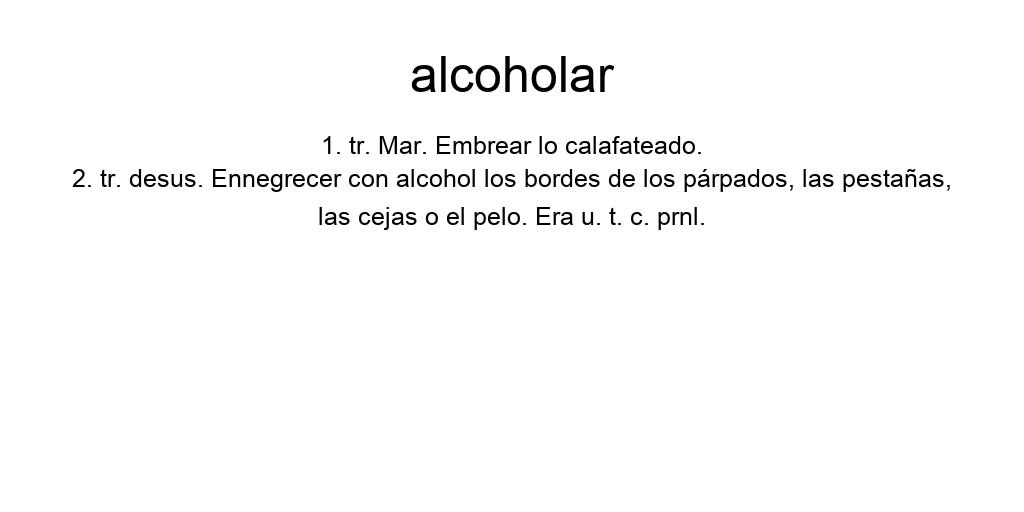 alcoholar
1. tr. Mar. Embrear lo calafateado.
2. tr. desus. Ennegrecer con alcohol los bordes de los párpados, las pestañas,
las cejas o el pelo. Era u. t. c. prnl.